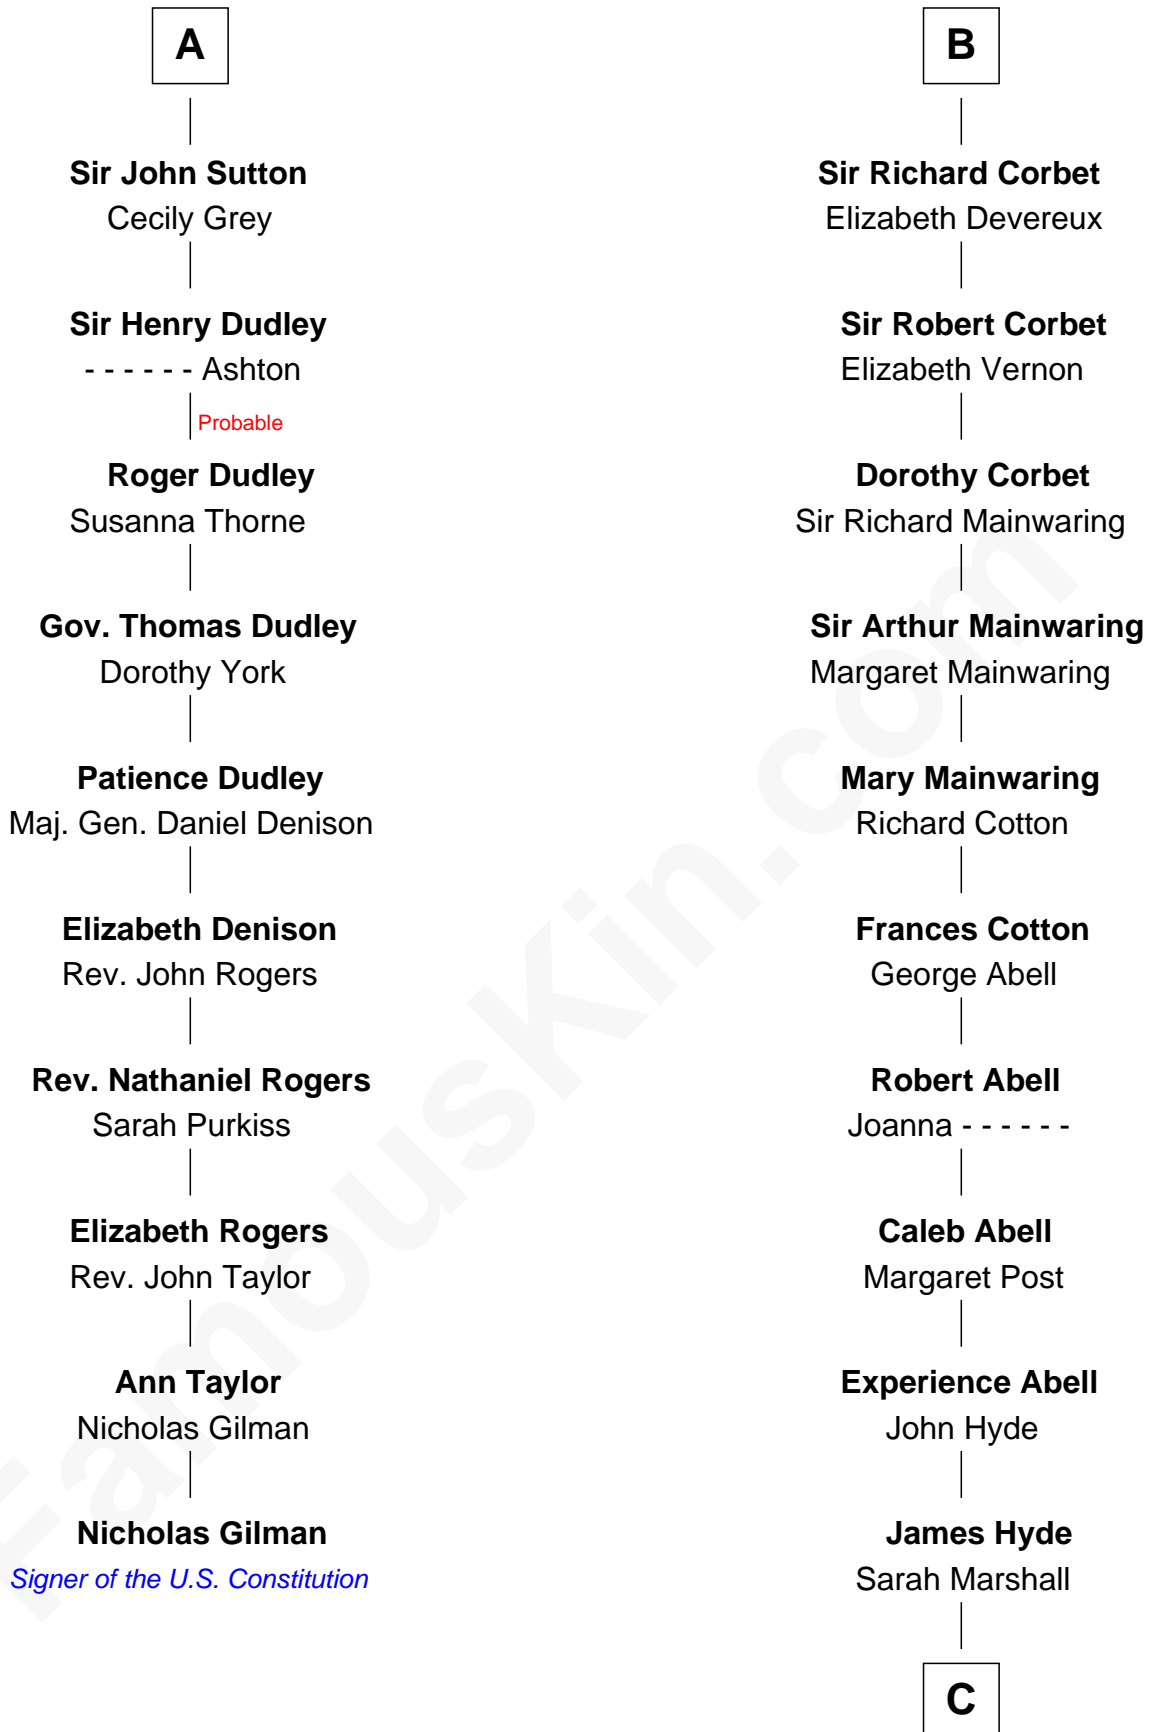 A
Sir John Sutton
Cecily Grey
Sir Henry Dudley
- - - - - - Ashton
Probable
Roger Dudley
Susanna Thorne
Gov. Thomas Dudley
Dorothy York
Patience Dudley
Maj. Gen. Daniel Denison
Elizabeth Denison
Rev. John Rogers
Rev. Nathaniel Rogers
Sarah Purkiss
Elizabeth Rogers
Rev. John Taylor
Ann Taylor
Nicholas Gilman
Nicholas Gilman
Signer of the U.S. Constitution
B
Sir Richard Corbet
Elizabeth Devereux
Sir Robert Corbet
Elizabeth Vernon
Dorothy Corbet
Sir Richard Mainwaring
Sir Arthur Mainwaring
Margaret Mainwaring
Mary Mainwaring
Richard Cotton
Frances Cotton
George Abell
Robert Abell
Joanna - - - - - -
Caleb Abell
Margaret Post
Experience Abell
John Hyde
James Hyde
Sarah Marshall
C
FamousKin.com